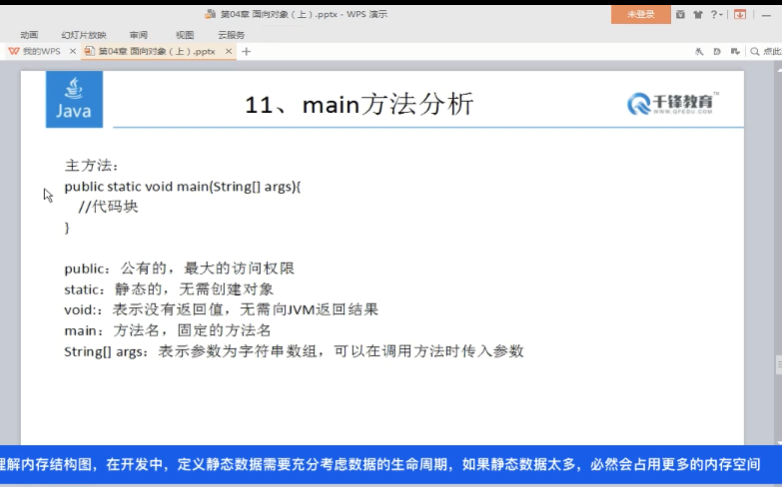 第04章 面向对象（上）.pptx - WPS 演示
未登录
动画 幻灯片放映 审阅 视图 云服务
我的WPS 第04章 面向对象（上）.pptx
Java
11、main方法分析
千锋教育
WWW.QFEDU.COM
主方法：
public static void main(String[] args){
//代码块
}
public：公有的，最大的访问权限
static：静态的，无需创建对象
void:：表示没有返回值，无需向JVM返回结果
main：方法名，固定的方法名
String[] args：表示参数为字符串数组，可以在调用方法时传入参数
理解内存结构图，在开发中，定义静态数据需要充分考虑数据的生命周期，如果静态数据太多，必然会占用更多的内存空间